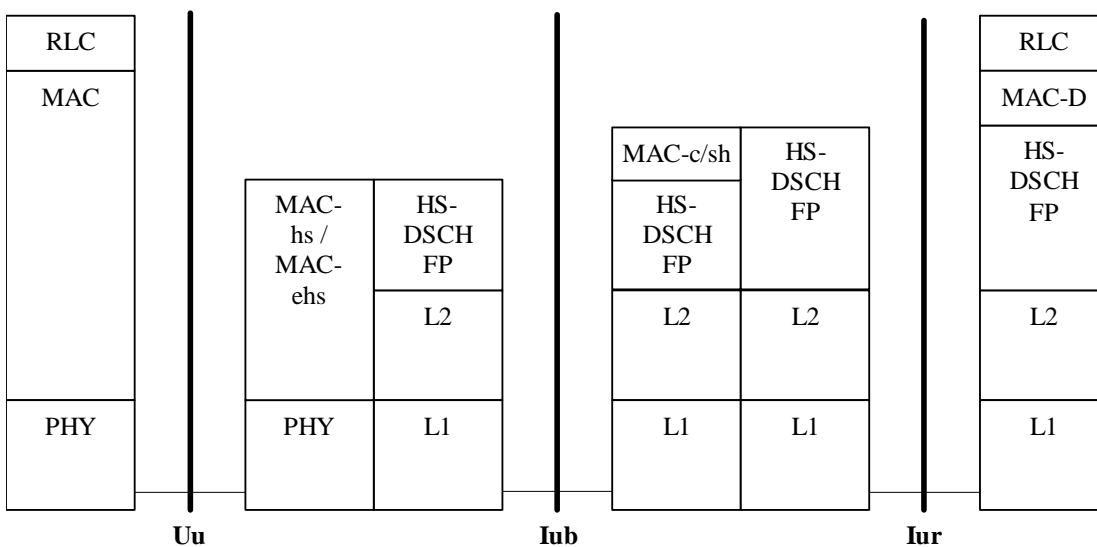 RLC
MAC
PHY
MAC-
hs /
MAC-
ehs
PHY
HS-
DSCH
FP
L2
L1
MAC-c/sh
HS-
DSCH
FP
L2
L1
HS-
DSCH
FP
L2
L1
RLC
MAC-D
HS-
DSCH
FP
L2
L1
Uu
Iub
Iur